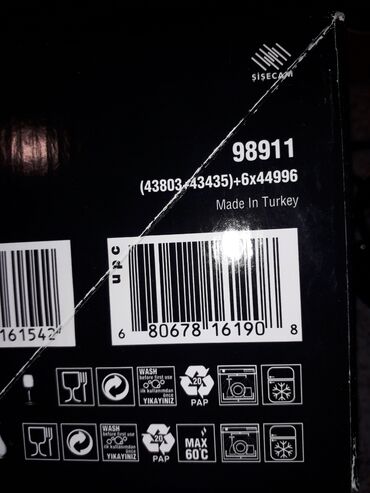 ŞİŞECAM
98911
(43803+43435)+6x44996
Made In Turkey
upc
161542
6 80678 16190 8
WASH
before first use
ilk kullanımdan
önce
YIKAYINIZ
20
PAP
WASH
before first use
ilk kullanımdan
önce
YIKAYINIZ
20
PAP
MAX
60°C